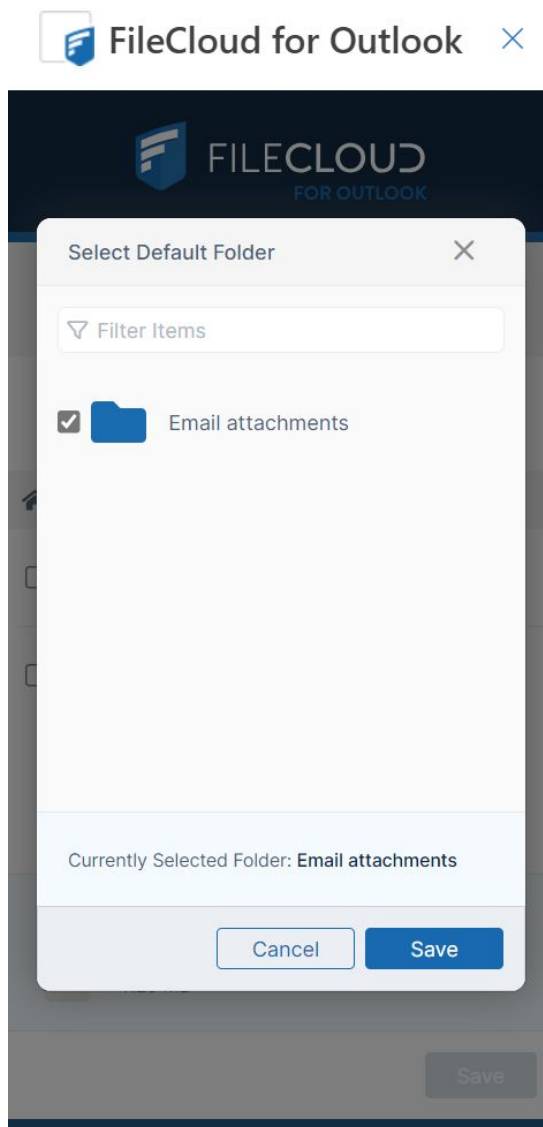 FileCloud for Outlook
FILECLOUD
FOR OUTLOOK
Select Default Folder
Filter Items
Email attachments
Currently Selected Folder: Email attachments
Cancel
Save
Save